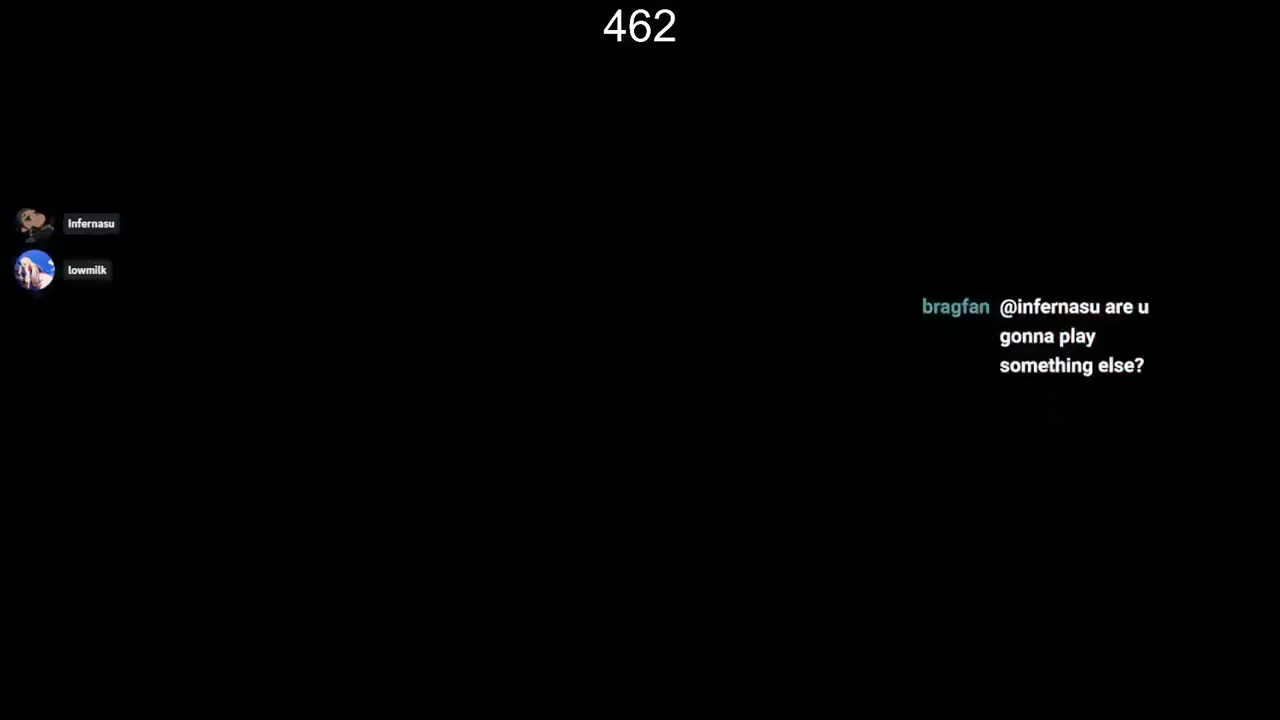 462
Infernasu
lowmilk
bragfan @infernasu are u
gonna play
something else?